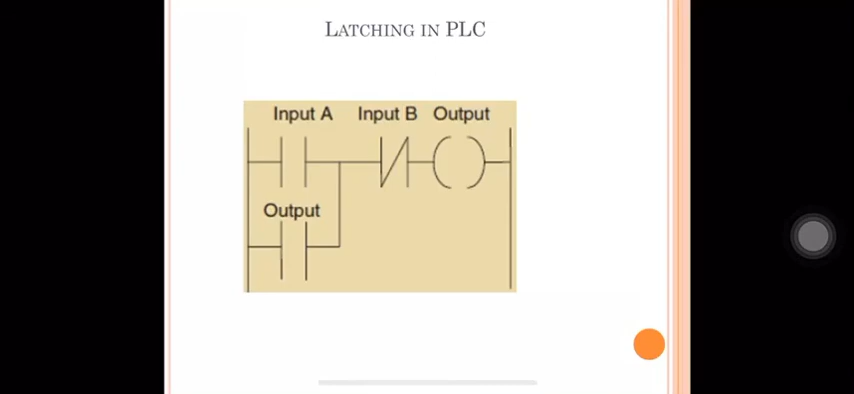 LATCHING IN PLC
Input A Input B Output
Output